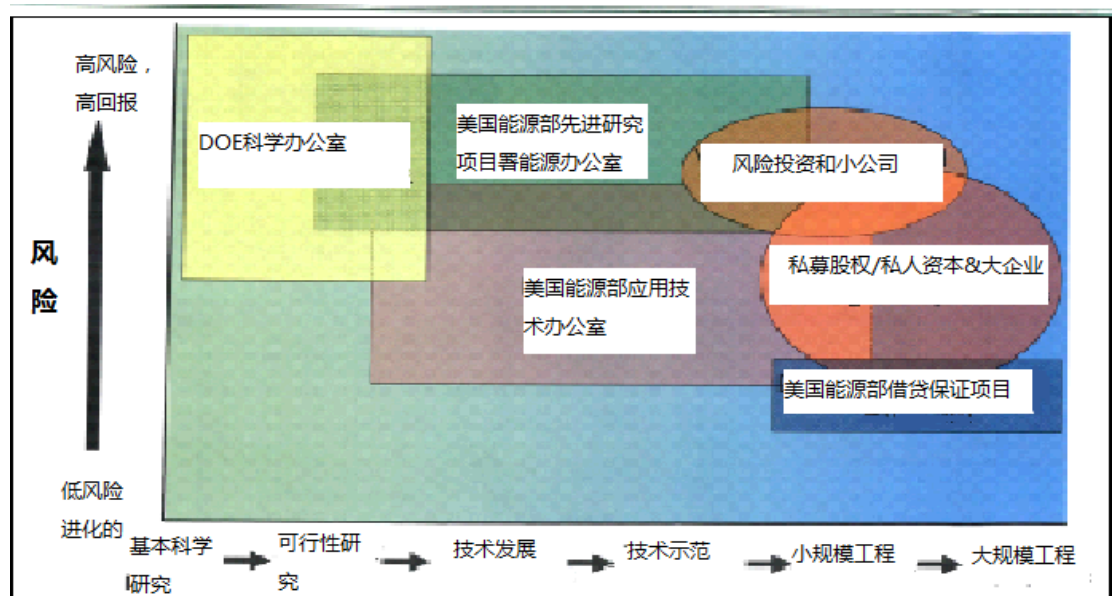 高风险，
高回报
DOE科学办公室
美国能源部先进研究
项目署能源办公室
风险投资和小公司
风
险
私募股权/私人资本&大企业
美国能源部应用技
术办公室
美国能源部借贷保证项目
低风险
进化的
基本科学
研究
可行性研
究
技术发展
技术示范
小规模工程
大规模工程